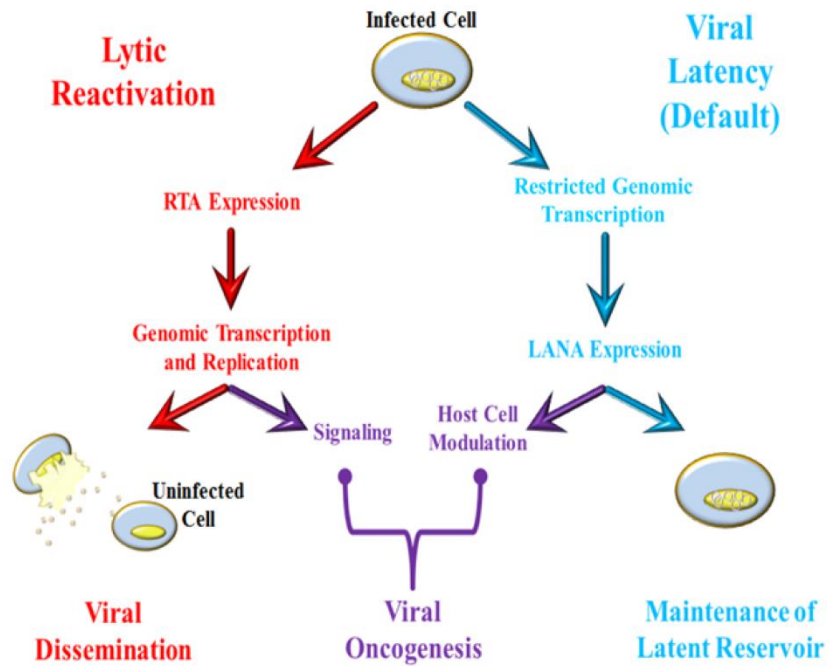 Infected Cell
Lytic
Reactivation
Viral
Latency
(Default)
RTA Expression
Restricted Genomic
Transcription
Genomic Transcription
and Replication
LANA Expression
Signaling
Host Cell
Modulation
Uninfected
Cell
Viral
Dissemination
Viral
Oncogenesis
Maintenance of
Latent Reservoir